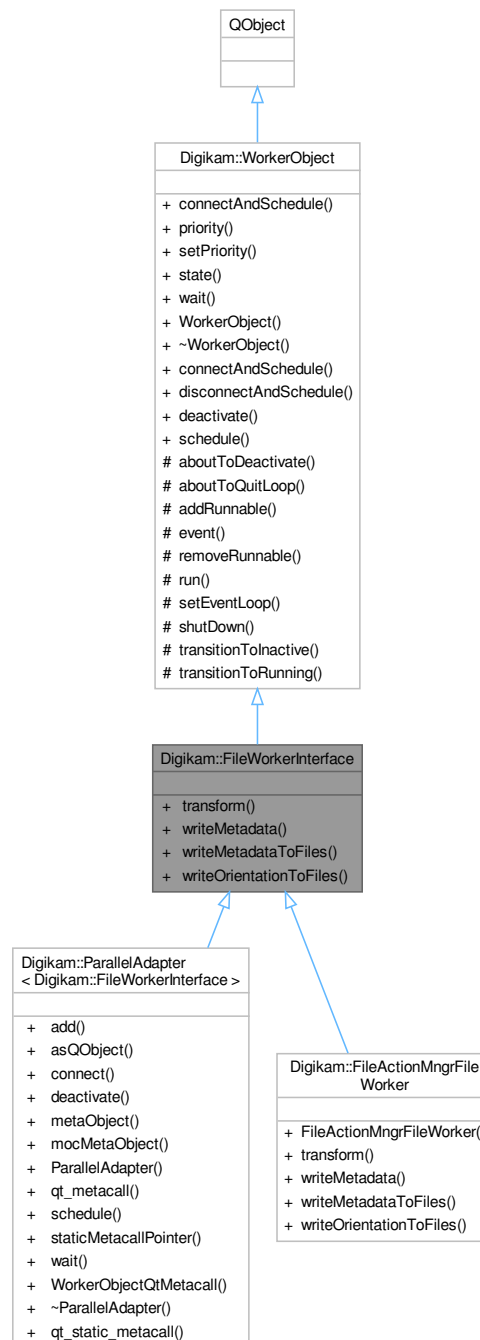 QObject
Digikam::WorkerObject
+ connectAndSchedule()
+ priority()
+ setPriority()
+ state()
+ wait()
+ WorkerObject()
+ ~WorkerObject()
+ connectAndSchedule()
+ disconnectAndSchedule()
+ deactivate()
+ schedule()
# aboutToDeactivate()
# aboutToQuitLoop()
# addRunnable()
# event()
# removeRunnable()
# run()
# setEventLoop()
# shutDown()
# transitionToInactive()
# transitionToRunning()
Digikam::FileWorkerInterface
+ transform()
+ writeMetadata()
+ writeMetadataToFiles()
+ writeOrientationToFiles()
Digikam::ParallelAdapter
< Digikam::FileWorkerInterface >
+ add()
+ asQObject()
+ connect()
+ deactivate()
+ metaObject()
+ mocMetaObject()
+ ParallelAdapter()
+ qt_metacall()
+ schedule()
+ staticMetacallPointer()
+ wait()
+ WorkerObjectQtMetacall()
+ ~ParallelAdapter()
+ qt_static_metacall()
Digikam::FileActionMngrFile
Worker
+ FileActionMngrFileWorker(
+ transform()
+ writeMetadata()
+ writeMetadataToFiles()
+ writeOrientationToFiles()